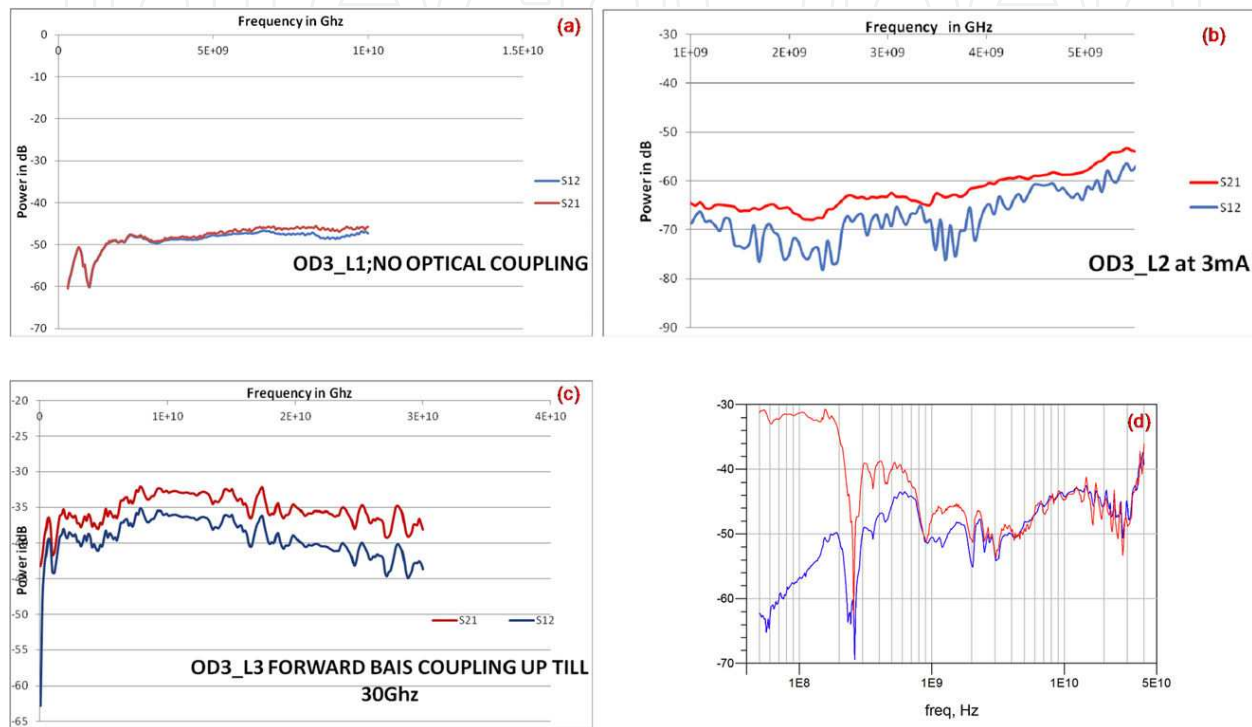 Frequency in Ghz
(a)
0
5E+09
1E+10
1.5E+10
0
-10
-20
-30
-40
-50
-60
-70
Power in dB
S12
S21
OD3_L1;NO OPTICAL COUPLING
Frequency in GHz
(b)
1E+09
2E+09
3E+09
4E+09
5E+09
-30
-40
-50
-60
-70
-80
-90
Power in dB
S21
S12
OD3_L2 at 3mA
Frequency in Ghz
(c)
0
1E+10
2E+10
3E+10
4E+10
-20
-25
-30
-35
-40
-45
-50
-55
-60
-65
Power in dB
S21
S12
OD3_L3 FORWARD BAIS COUPLING UP TILL
30Ghz
(d)
-30
-40
-50
-60
-70
1E8
1E9
1E10
5E10
freq, Hz